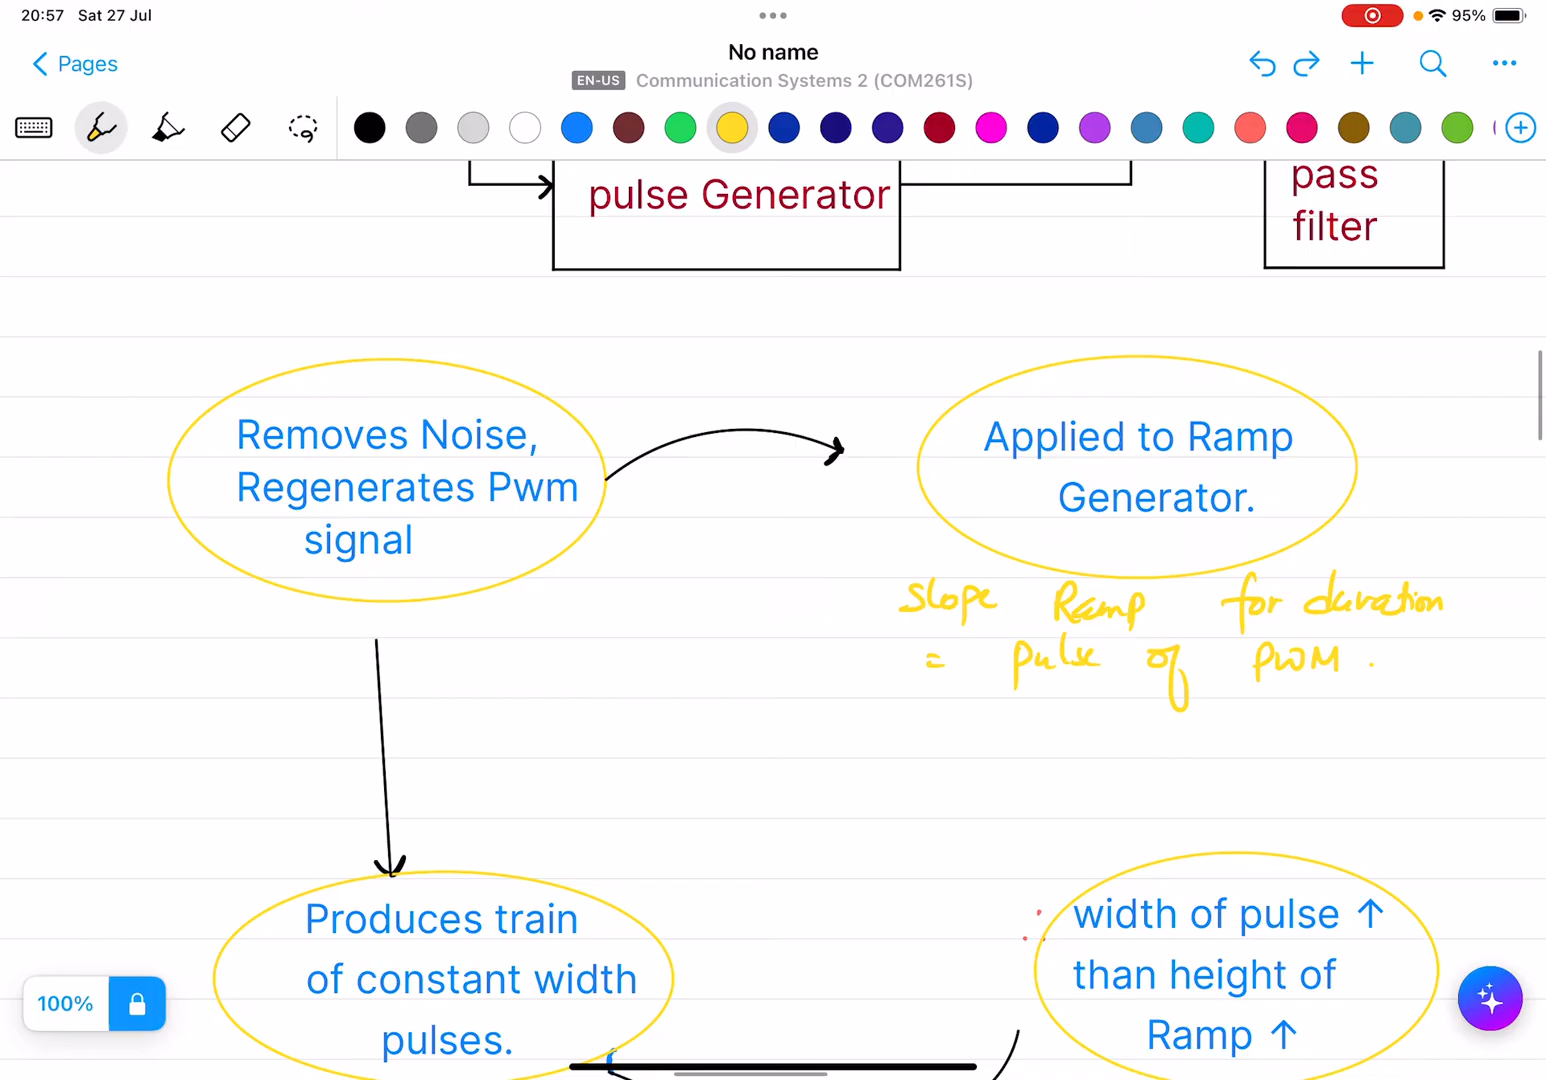 20:57 Sat 27 Jul
95%
Pages
No name
EN-US Communication Systems 2 (COM261S)
pulse Generator
pass
filter
Removes Noise,
Regenerates Pwm
signal
Applied to Ramp
Generator.
slope Ramp for duration
= pulse of PWM.
Produces train
of constant width
pulses.
width of pulse ↑
than height of
Ramp ↑
100%